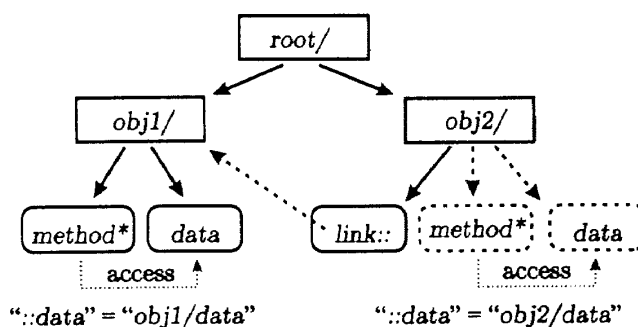 root/
obj1/ obj2/
method* data link:: method* data
access access
“::data” = “obj1/data” “::data” = “obj2/data”